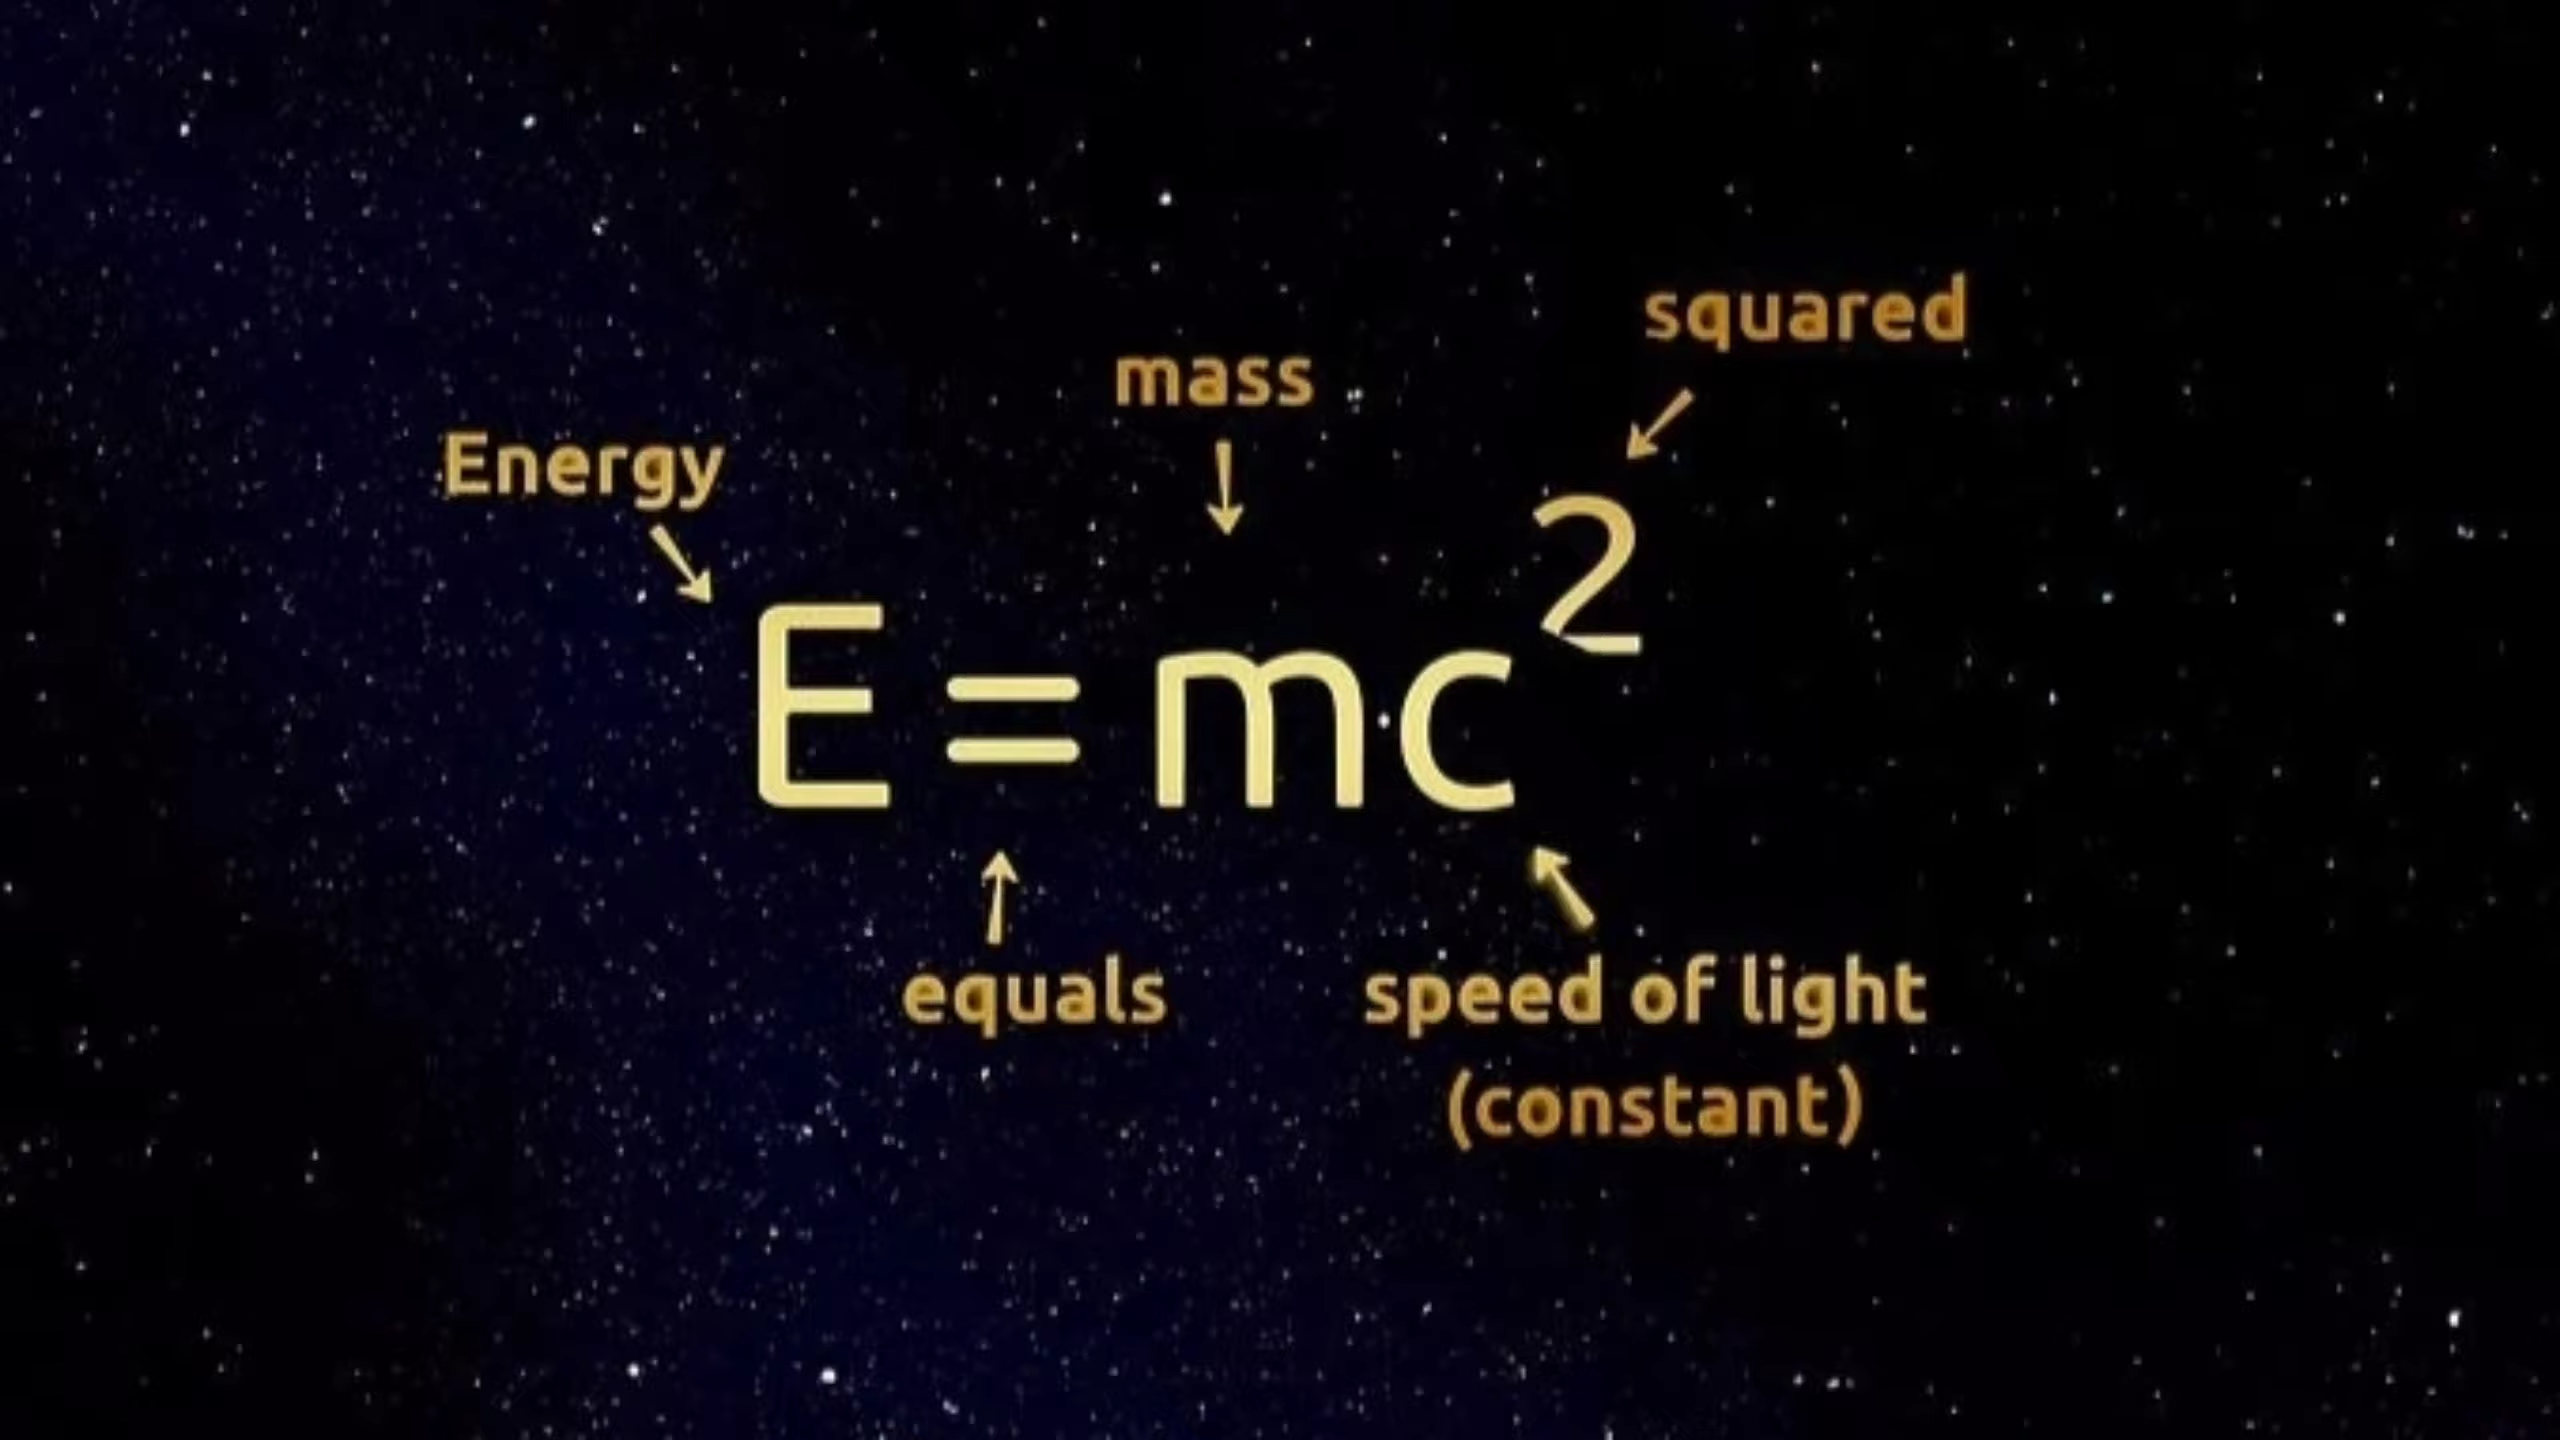 squared
mass
Energy
E = mc²
equals
speed of light
(constant)